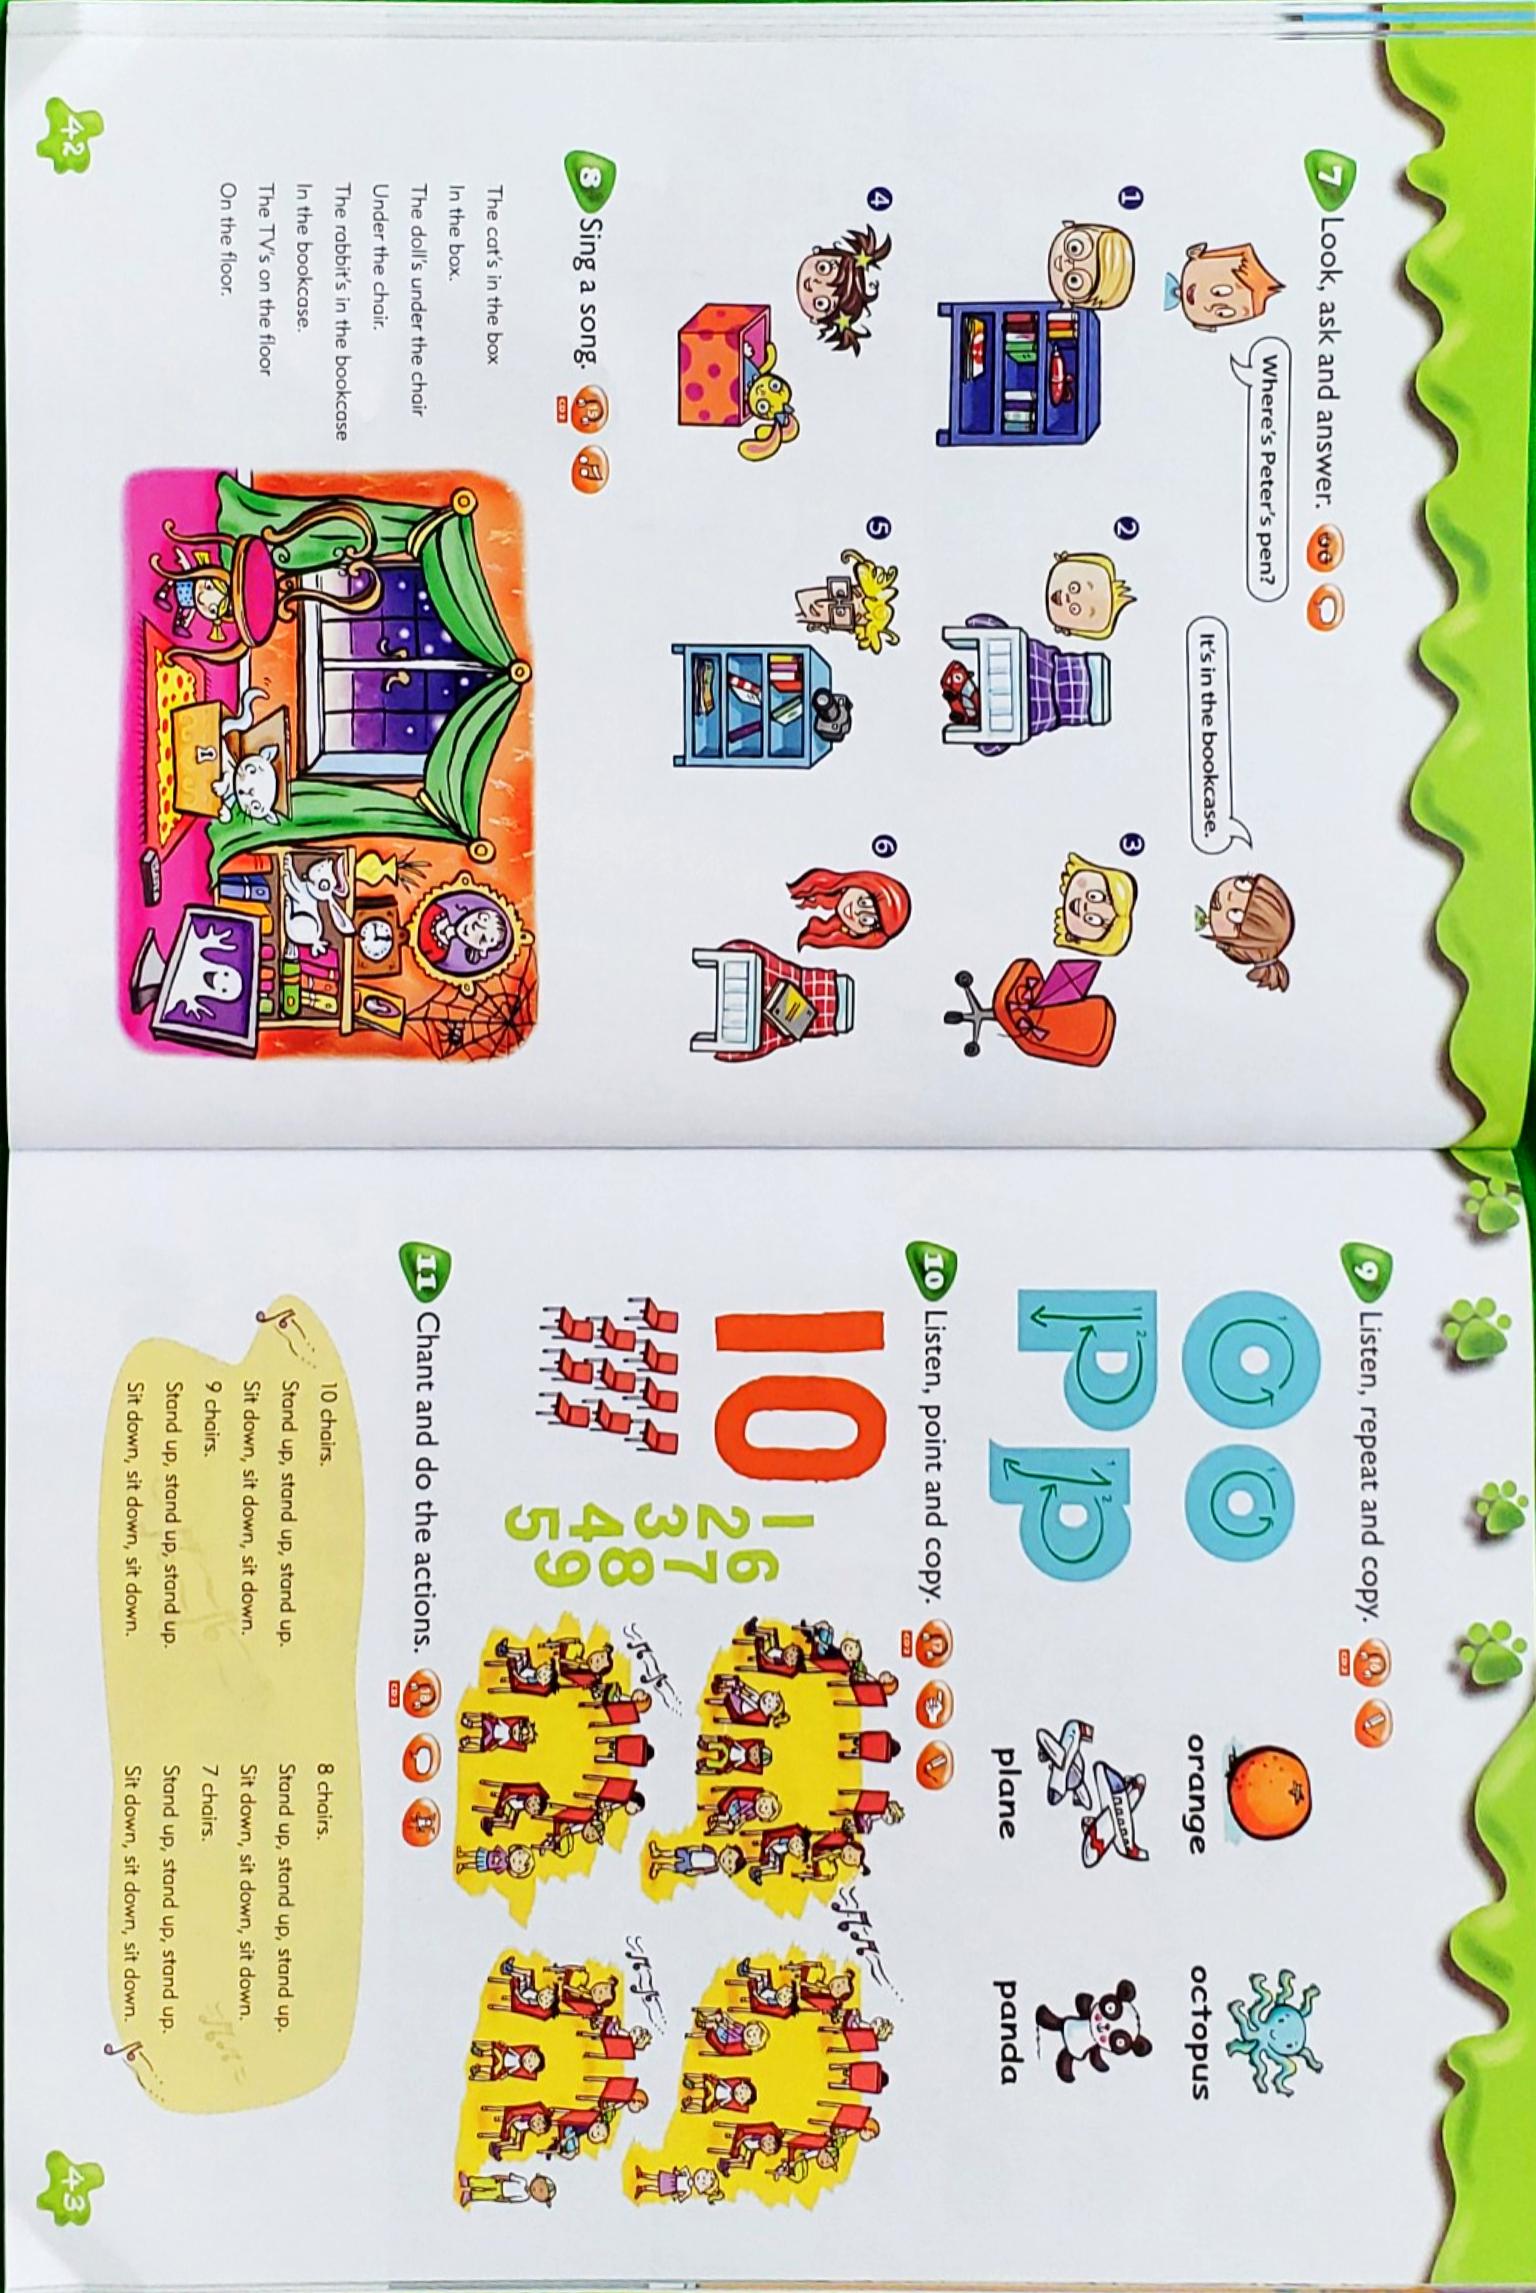 7 Look, ask and answer.
Where's Peter's pen?
It's in the bookcase.
1
2
3
4
5
6
8 Sing a song.
15
CD 2
The cat's in the box
In the box.
The doll's under the chair
Under the chair.
The rabbit's in the bookcase
In the bookcase.
The TV's on the floor
On the floor.
42
9 Listen, repeat and copy.
16
CD 2
O o
orange
octopus
P p
plane
panda
10 Listen, point and copy.
17
CD 2
10
1
2
3
4
5
6
7
8
9
11 Chant and do the actions.
18
CD 2
10 chairs.
Stand up, stand up, stand up.
Sit down, sit down, sit down.
9 chairs.
Stand up, stand up, stand up.
Sit down, sit down, sit down.
8 chairs.
Stand up, stand up, stand up.
Sit down, sit down, sit down.
7 chairs.
Stand up, stand up, stand up.
Sit down, sit down, sit down.
43